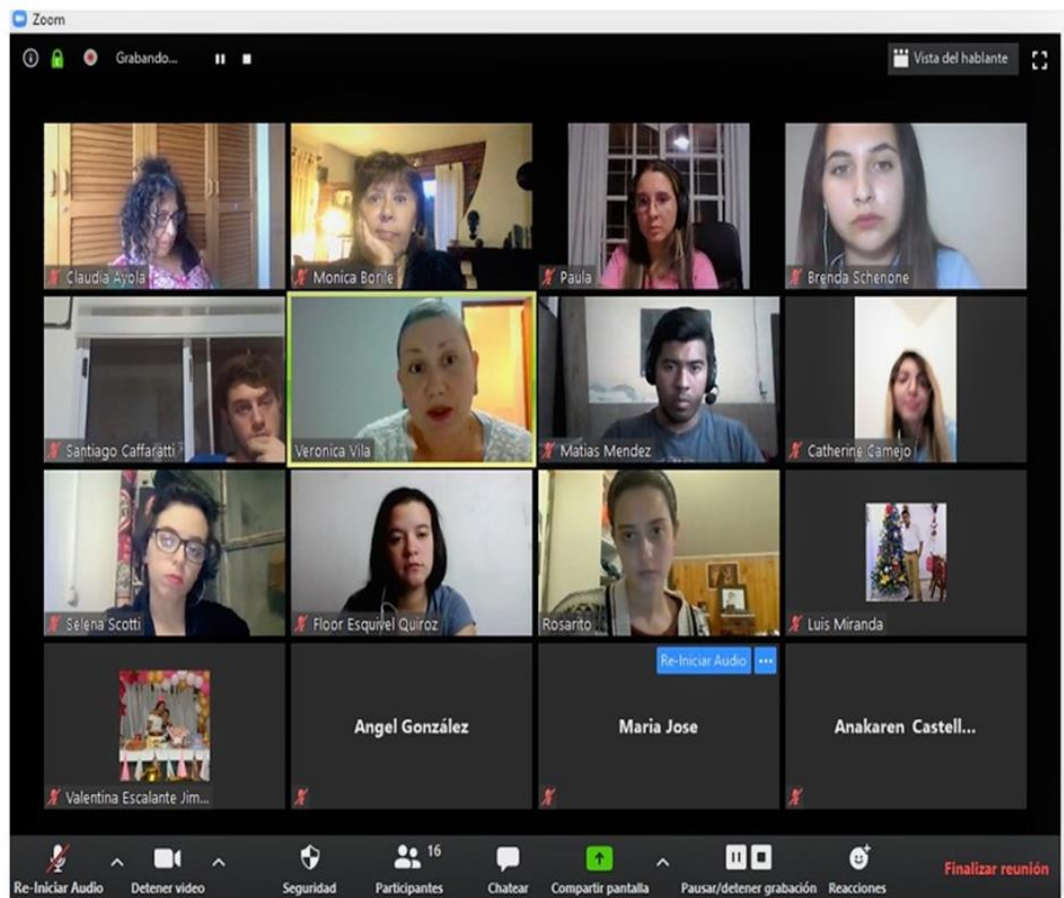 Zoom
Grabando...
Vista del hablante
Claudia Ayola
Monica Borile
Paula
Brenda Schenone
Santiago Caffaratti
Veronica Vila
Matias Mendez
Catherine Camejo
Selena Scotti
Floor Esquivel Quiroz
Rosarito
Luis Miranda
Re-Iniciar Audio
Valentina Escalante Jim...
Angel González
Maria Jose
Anakaren Castell...
16
Re-Iniciar Audio
Detener video
Seguridad
Participantes
Chatear
Compartir pantalla
Pausar/detener grabación
Reacciones
Finalizar reunión